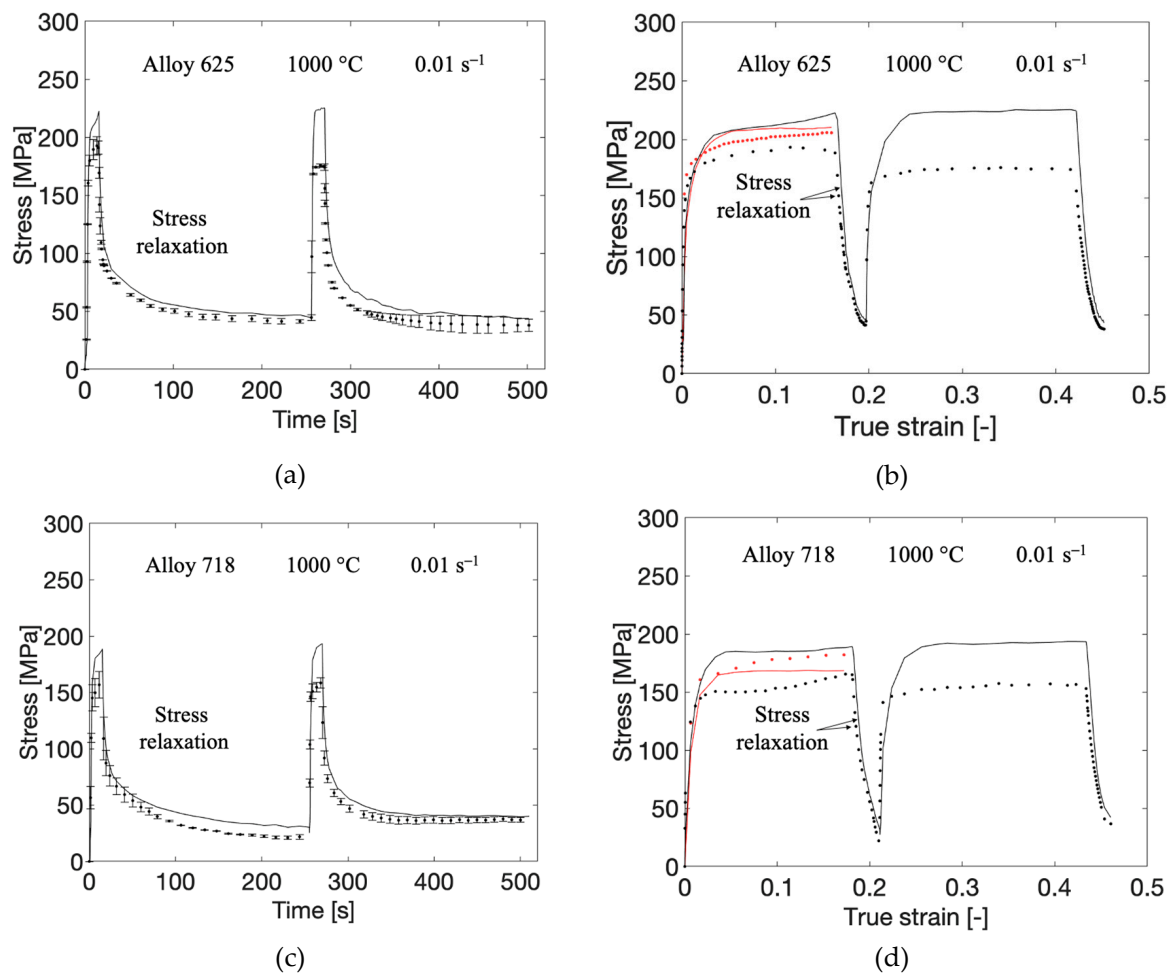 300
250
200
150
100
50
0
Stress [MPa]
Alloy 625 1000 °C 0.01 s⁻¹
Stress
relaxation
0 100 200 300 400 500
Time [s]
(a)
300
250
200
150
100
50
0
Stress [MPa]
Alloy 625 1000 °C 0.01 s⁻¹
Stress
relaxation
0 0.1 0.2 0.3 0.4 0.5
True strain [-]
(b)
300
250
200
150
100
50
0
Stress [MPa]
Alloy 718 1000 °C 0.01 s⁻¹
Stress
relaxation
0 100 200 300 400 500
Time [s]
(c)
300
250
200
150
100
50
0
Stress [MPa]
Alloy 718 1000 °C 0.01 s⁻¹
Stress
relaxation
0 0.1 0.2 0.3 0.4 0.5
True strain [-]
(d)